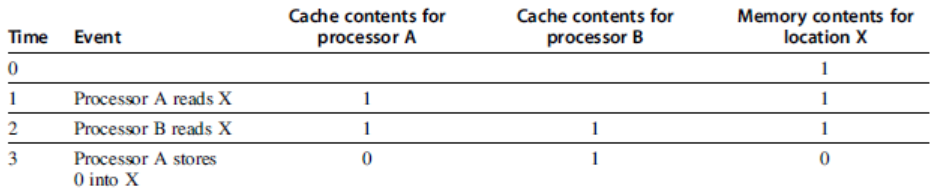 Cache contents for Cache contents for Memory contents for
Time Event processor A processor B location X
0 1
1 Processor A reads X 1 1
2 Processor B reads X 1 1 1
3 Processor A stores 0 1 0
0 into X